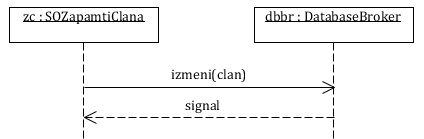 zc : SOZapamtiClana
dbbr : DatabaseBroker
izmeni(clan)
signal